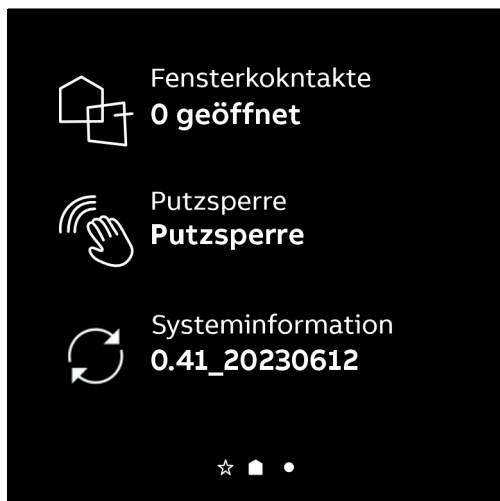 Fensterkokntakte
0 geöffnet
Putzsperre
Putzsperre
Systeminformation
0.41_20230612